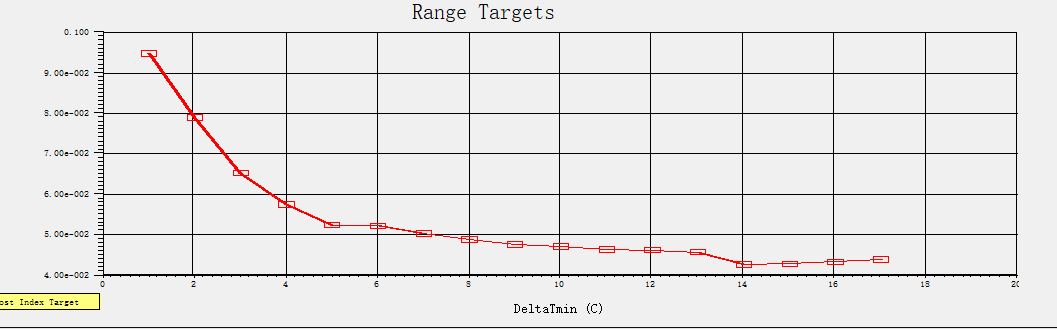 Range Targets
0.100
9.00e-002
8.00e-002
7.00e-002
6.00e-002
5.00e-002
4.00e-002
0 2 4 6 8 10 12 14 16 18 20
ost Index Target
DeltaTmin (C)